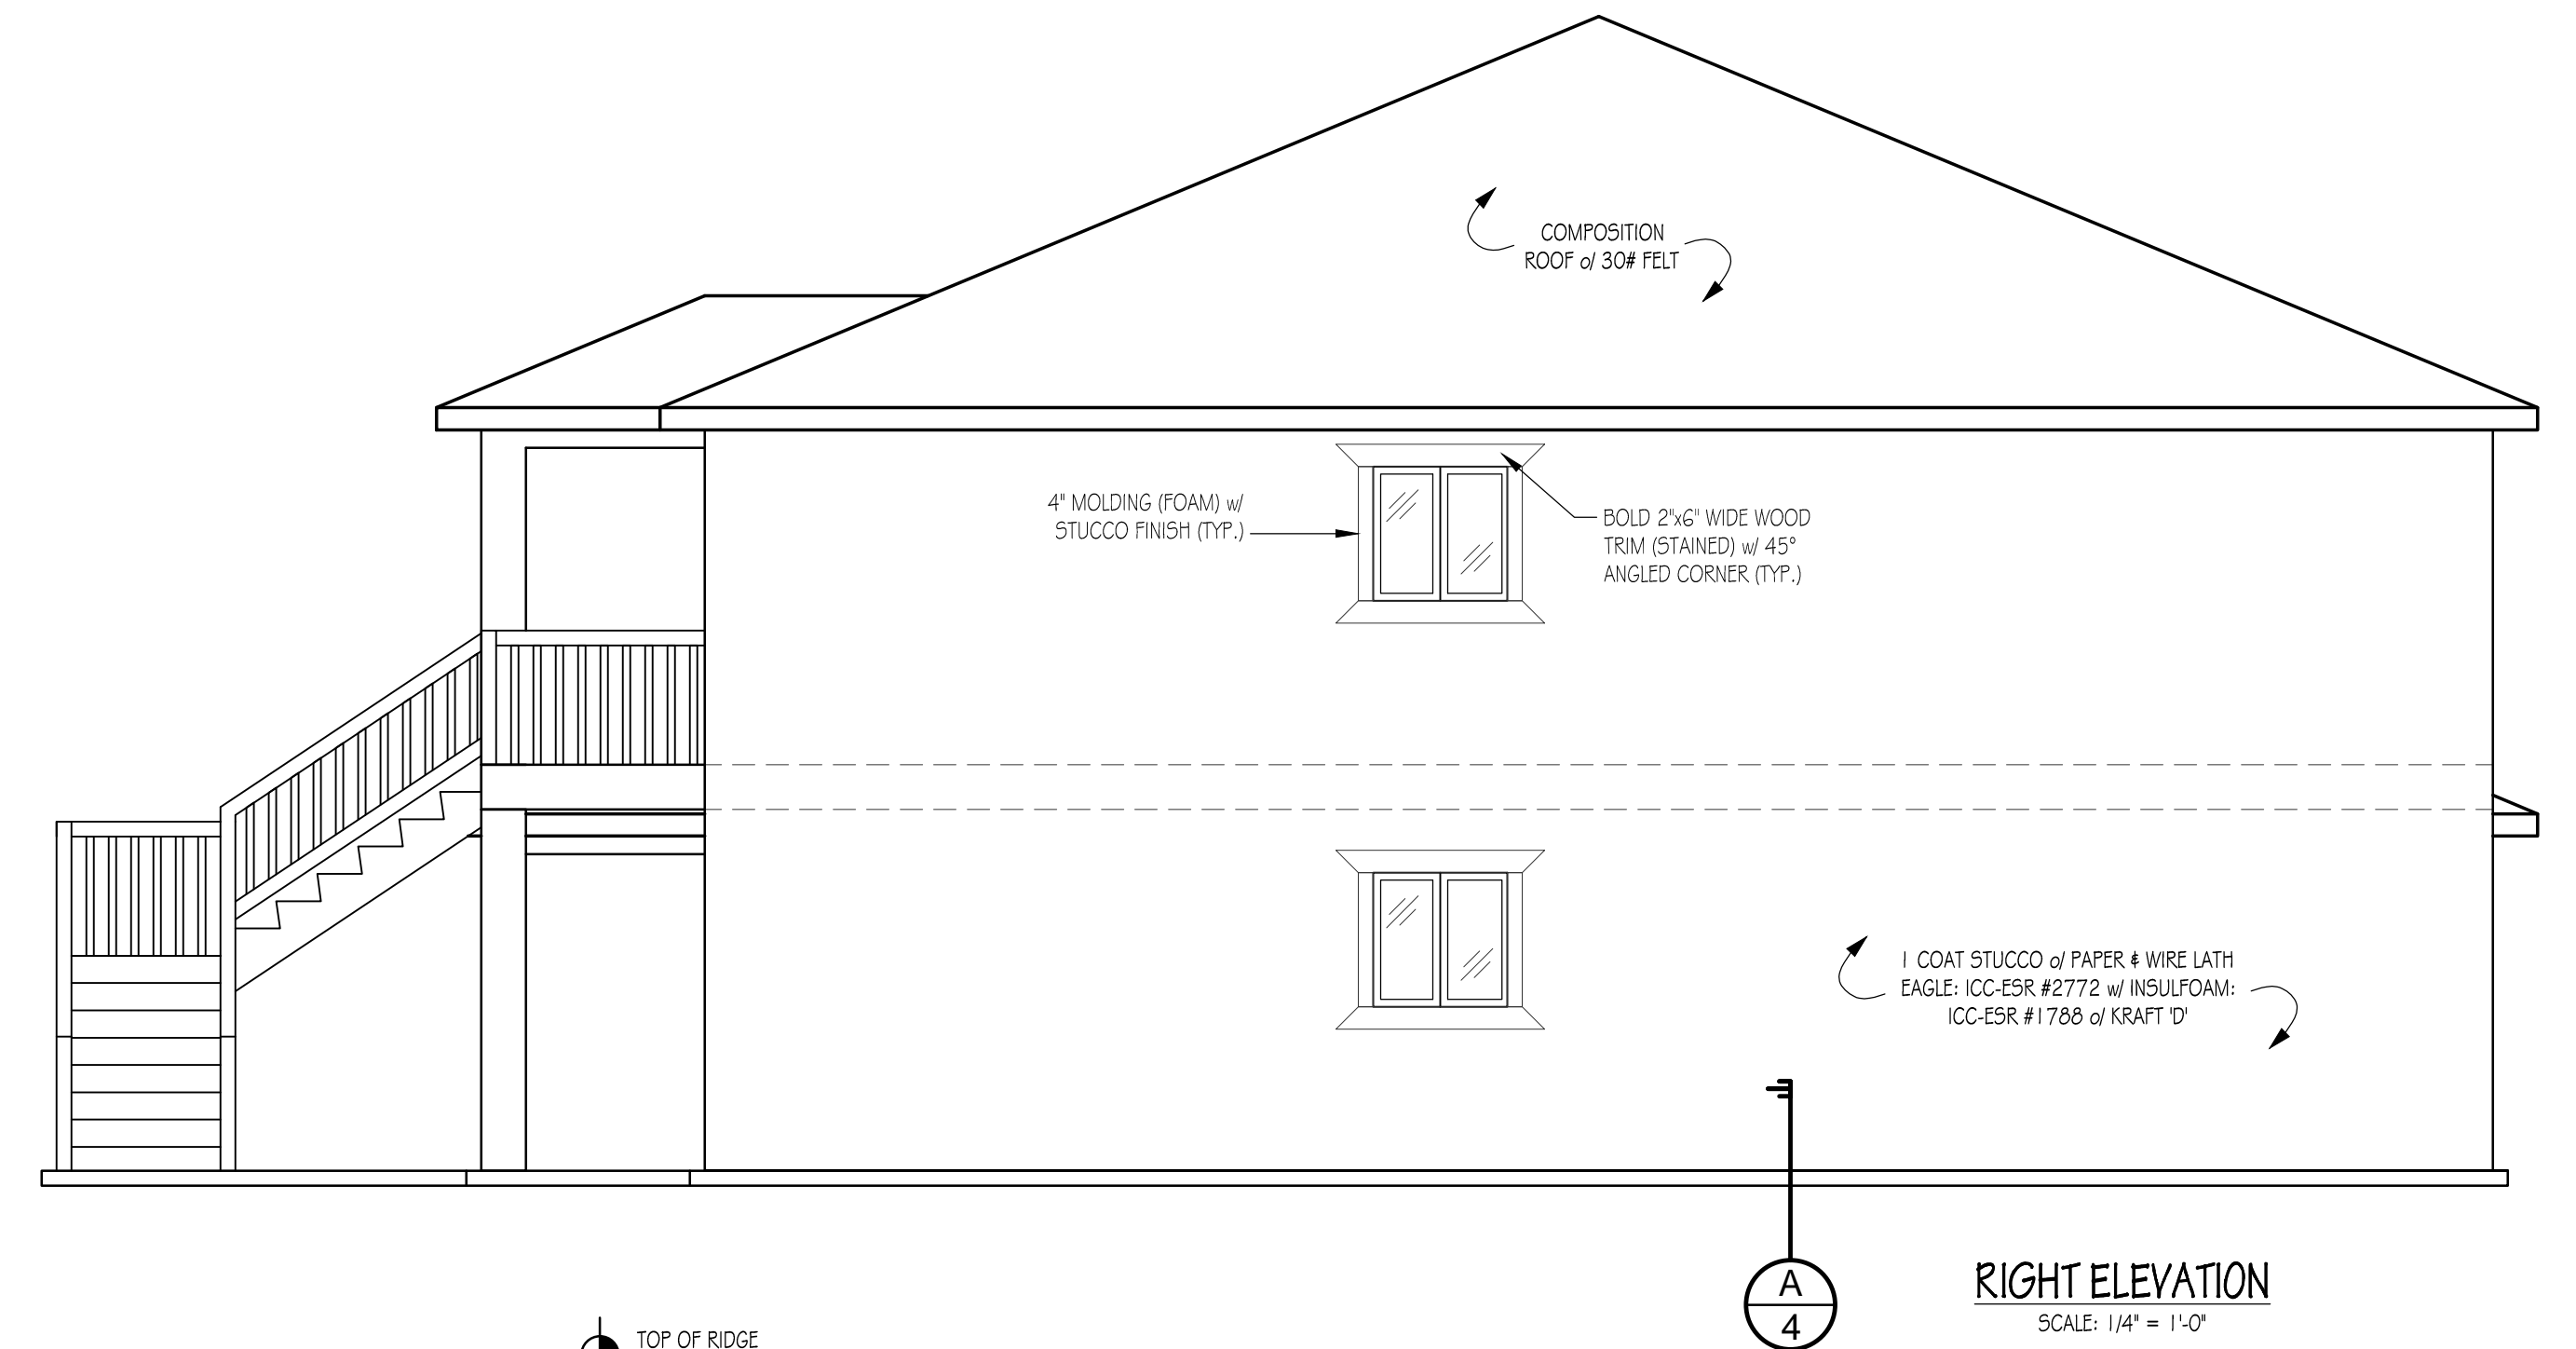 COMPOSITION
ROOF o/ 30# FELT
4" MOLDING (FOAM) w/
STUCCO FINISH (TYP.)
BOLD 2"x6" WIDE WOOD
TRIM (STAINED) w/ 45°
ANGLED CORNER (TYP.)
1 COAT STUCCO o/ PAPER & WIRE LATH
EAGLE: ICC-ESR #2772 w/ INSULFOAM:
ICC-ESR #1788 o/ KRAFT 'D'
A
4
RIGHT ELEVATION
SCALE: 1/4" = 1'-0"
TOP OF RIDGE